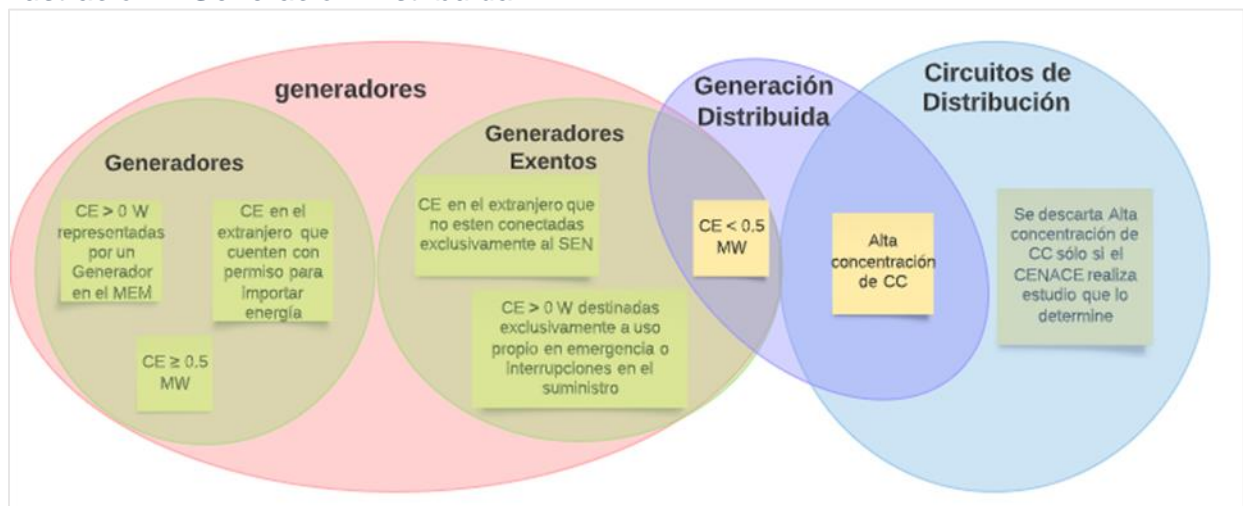 generadores
Generadores
CE > 0 W
representadas
por un
Generador
en el MEM
CE en el
extranjero que
cuenten con
permiso para
importar
energía
CE ≥ 0.5
MW
Generadores
Exentos
CE en el extranjero que
no esten conectadas
exclusivamente al SEN
CE > 0 W destinadas
exclusivamente a uso
propio en emergencia o
interrupciones en el
suministro
Generación
Distribuida
CE < 0.5
MW
Alta
concentración
de CC
Circuitos de
Distribución
Se descarta Alta
concentración de
CC sólo si el
CENACE realiza
estudio que lo
determine